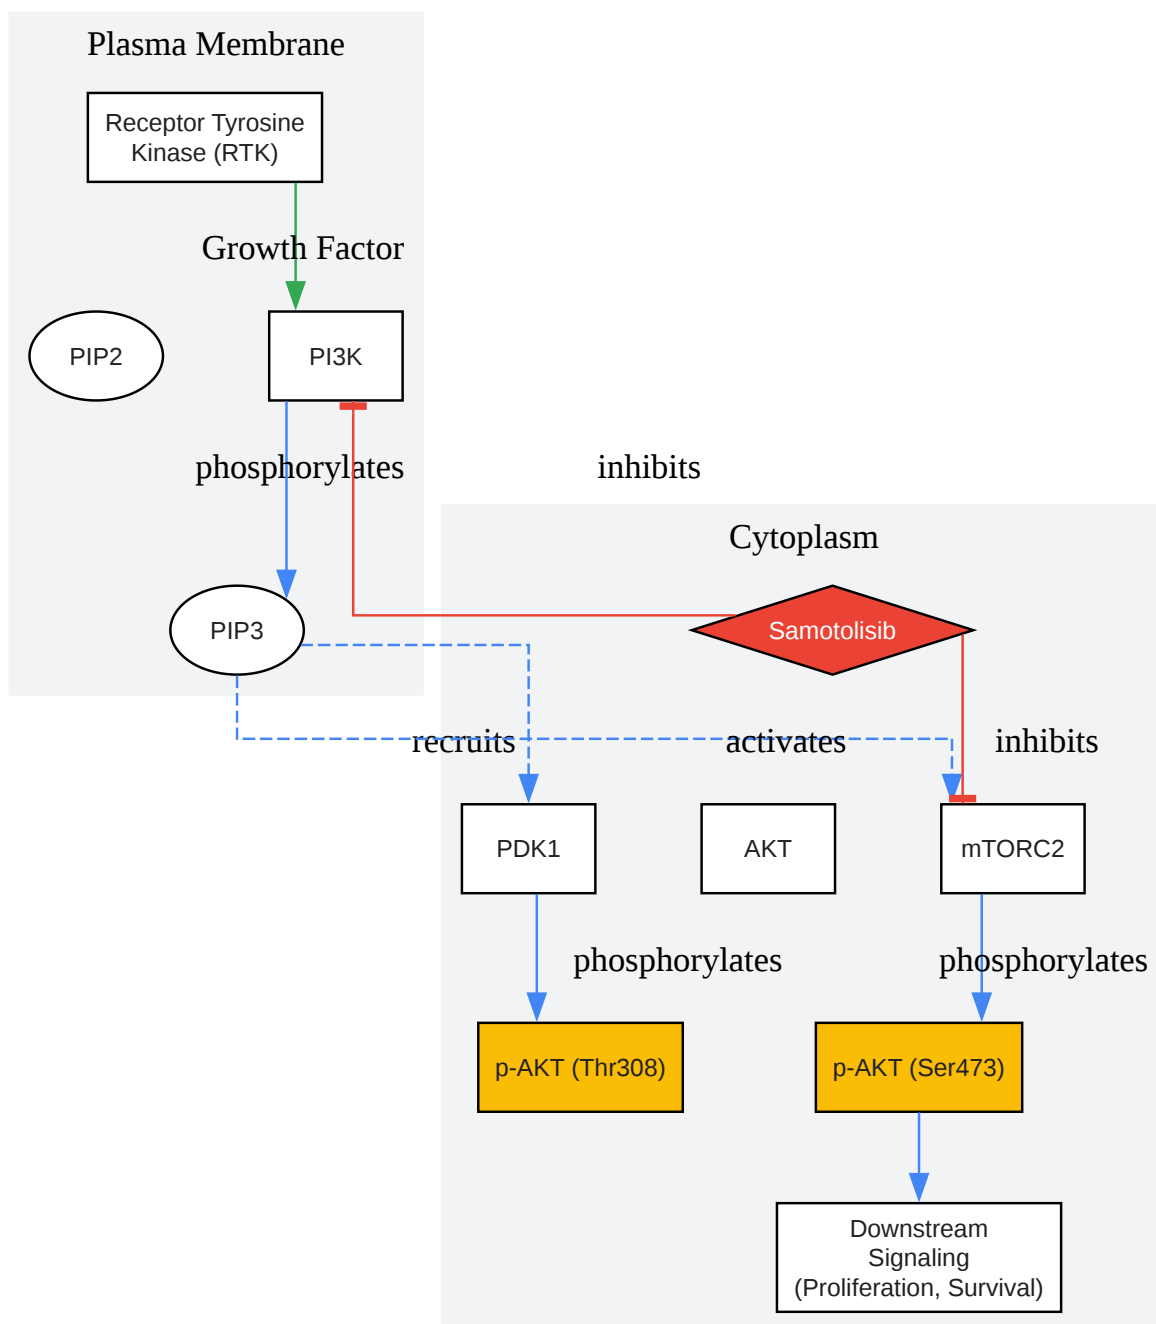 Plasma Membrane
Receptor Tyrosine
Kinase (RTK)
Growth Factor
PIP2
PI3K
phosphorylates
inhibits
Cytoplasm
PIP3
Samotolisib
recruits
activates
inhibits
PDK1
AKT
mTORC2
phosphorylates
phosphorylates
p-AKT (Thr308)
p-AKT (Ser473)
Downstream
Signaling
(Proliferation, Survival)